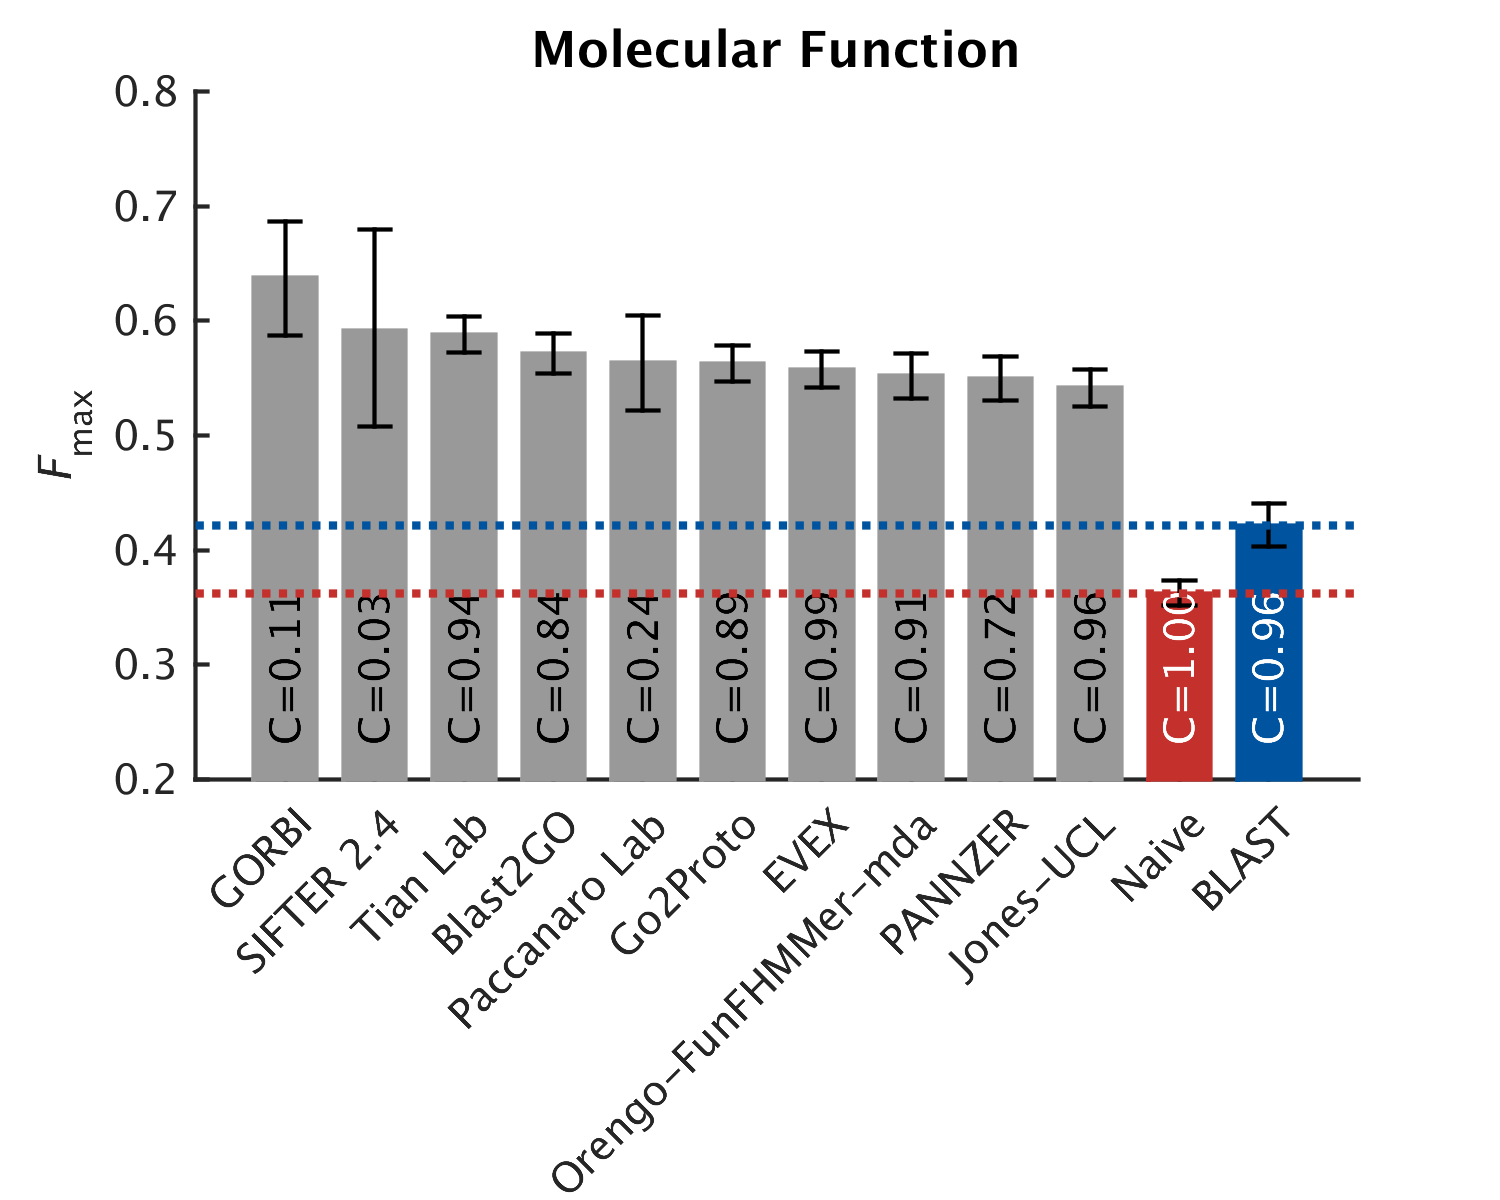 Molecular Function
0.8
0.7
0.6
0.5
0.4
0.3
0.2
Fmax
C=0.11
C=0.03
C=0.94
C=0.84
C=0.24
C=0.89
C=0.99
C=0.91
C=0.72
C=0.96
C=1.00
C=0.96
GORBI
SIFTER 2.4
Tian Lab
Blast2GO
Paccanaro Lab
Go2Proto
EVEX
Orengo-FunFHMMer-mda
PANNZER
Jones-UCL
Naive
BLAST